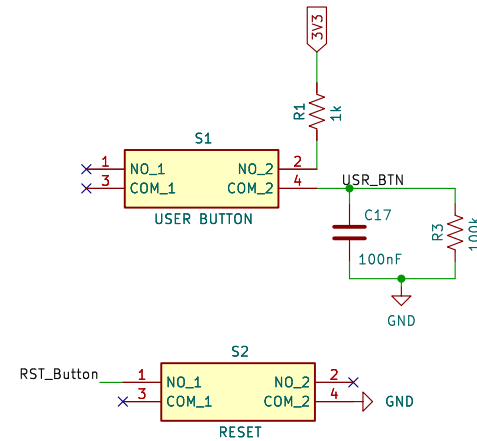 3V3
R1
1k
S1
1 NO_1 NO_2 2
3 COM_1 COM_2 4
USER BUTTON
USR_BTN
C17
100nF
R3
100k
GND
S2
RST_Button 1 NO_1 NO_2 2
3 COM_1 COM_2 4 GND
RESET